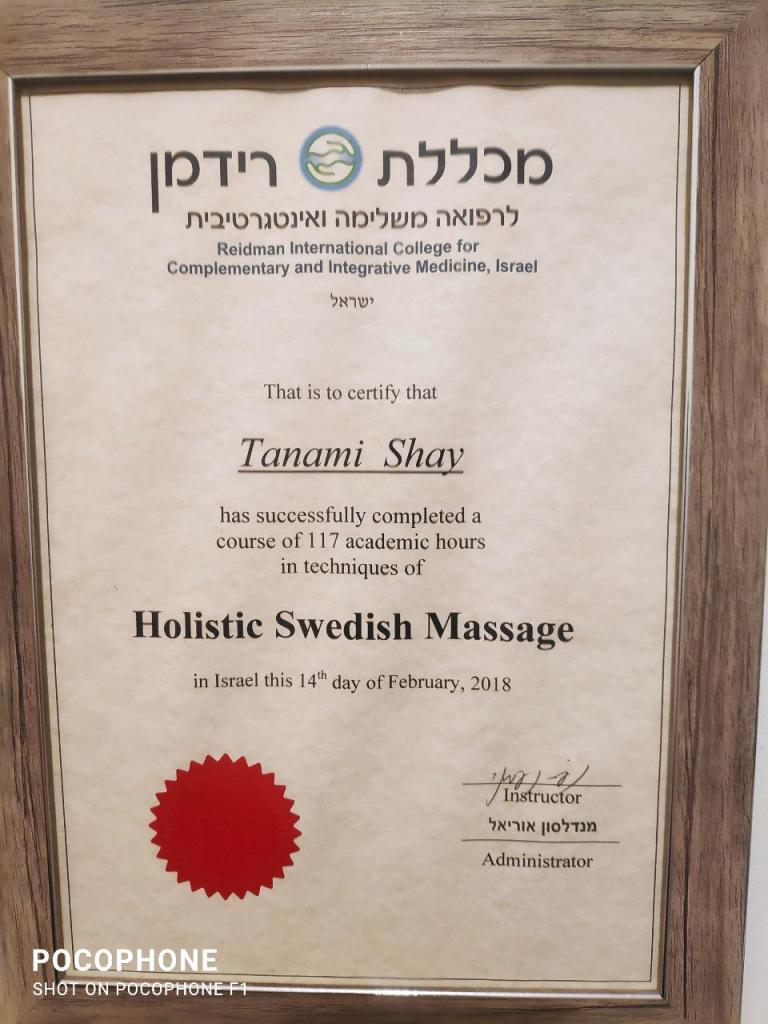 מכללת רידמן
לרפואה משלימה ואינטגרטיבית
Reidman International College for
Complementary and Integrative Medicine, Israel
ישראל
That is to certify that
Tanami Shay
has successfully completed a
course of 117 academic hours
in techniques of
Holistic Swedish Massage
in Israel this 14th day of February, 2018
Instructor
מנדלסון אוריאל
Administrator
POCOPHONE
SHOT ON POCOPHONE F1